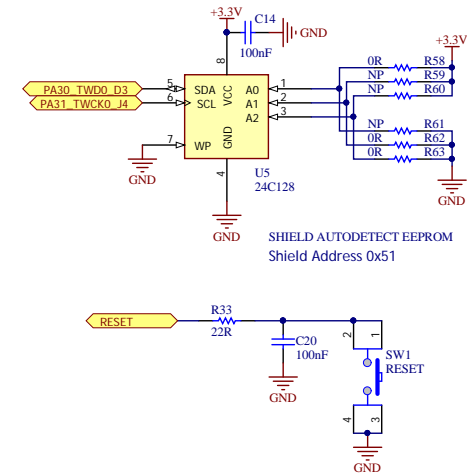 +3.3V
C14
100nF
GND
+3.3V
8
0R R58
NP R59
NP R60
PA30_TWD0_D3
PA31_TWCK0_J4
5 SDA
6 SCL
VCC
A0 1
A1 2
A2 3
NP R61
0R R62
0R R63
7 WP
GND
4
U5
24C128
GND
GND
GND
SHIELD AUTODETECT EEPROM
Shield Address 0x51
RESET
R33
22R
C20
100nF
GND
2
1
SW1
RESET
4
3
GND